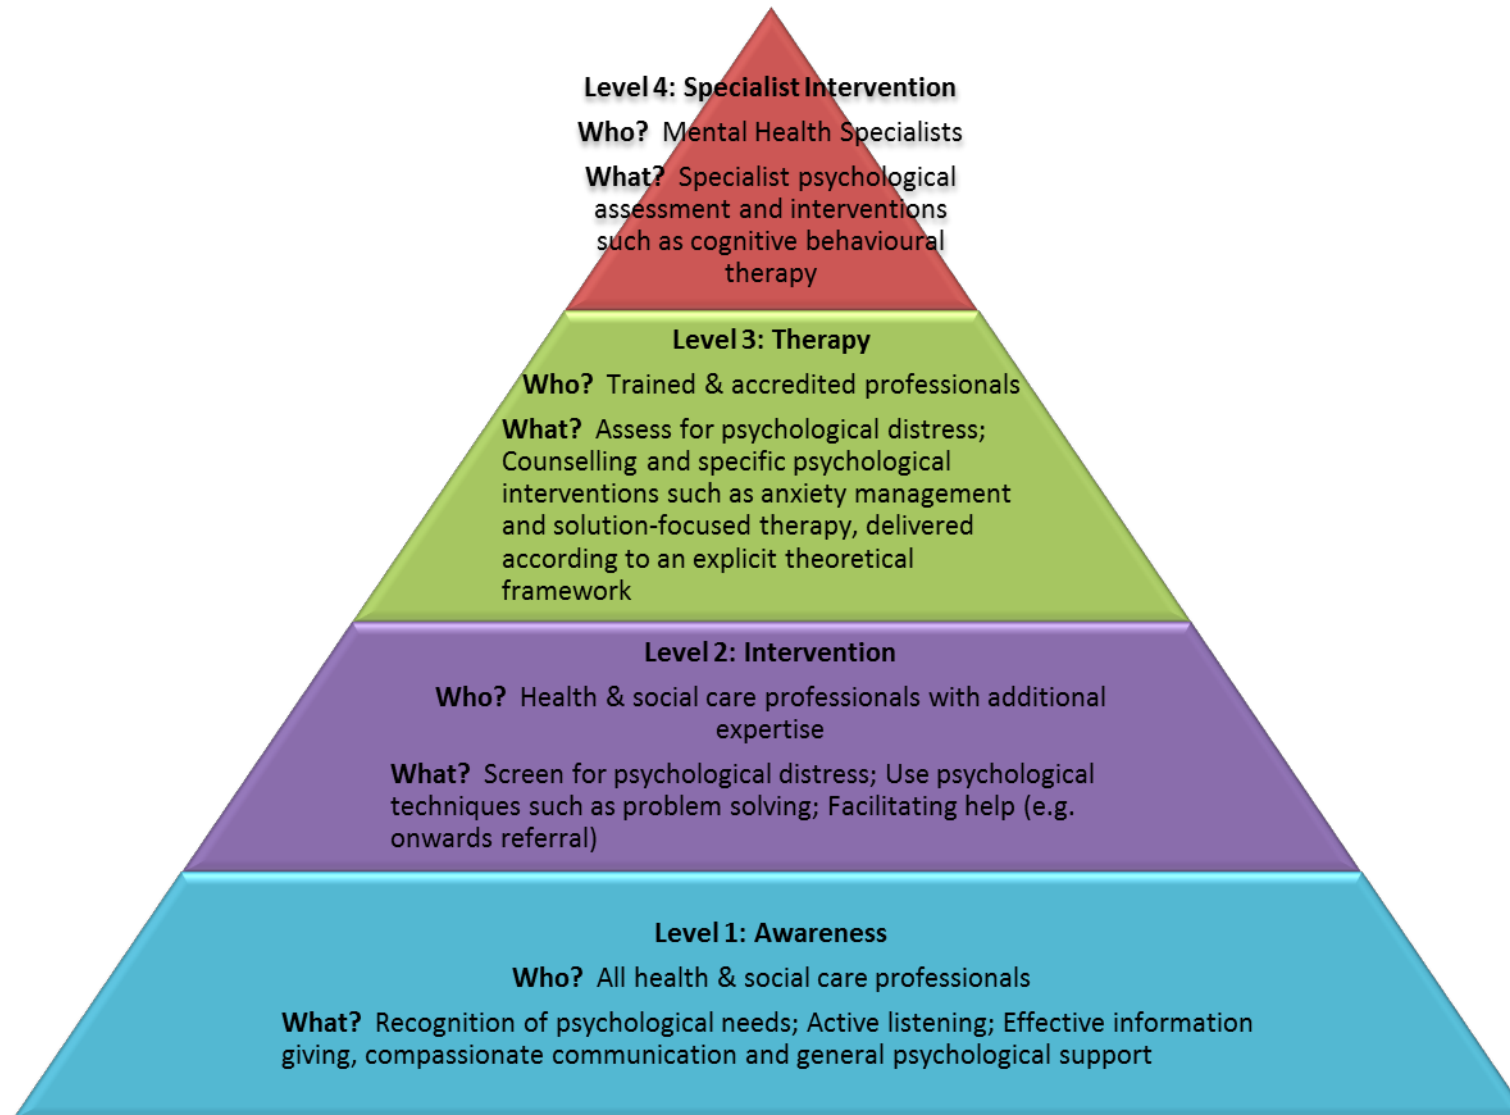 Level 4: Specialist Intervention
Who? Mental Health Specialists
What? Specialist psychological
assessment and interventions
such as cognitive behavioural
therapy
Level 3: Therapy
Who? Trained & accredited professionals
What? Assess for psychological distress;
Counselling and specific psychological
interventions such as anxiety management
and solution-focused therapy, delivered
according to an explicit theoretical
framework
Level 2: Intervention
Who? Health & social care professionals with additional
expertise
What? Screen for psychological distress; Use psychological
techniques such as problem solving; Facilitating help (e.g.
onwards referral)
Level 1: Awareness
Who? All health & social care professionals
What? Recognition of psychological needs; Active listening; Effective information
giving, compassionate communication and general psychological support